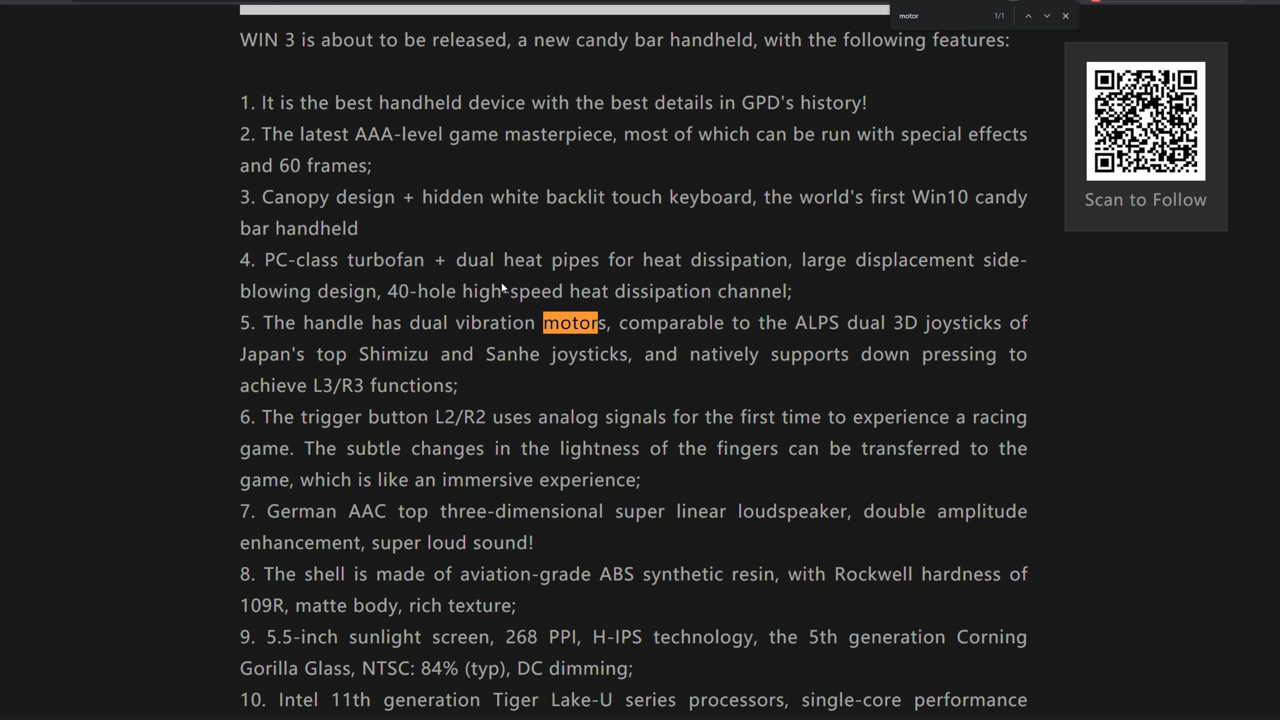 motor
1/1
WIN 3 is about to be released, a new candy bar handheld, with the following features:
1. It is the best handheld device with the best details in GPD's history!
2. The latest AAA-level game masterpiece, most of which can be run with special effects
and 60 frames;
3. Canopy design + hidden white backlit touch keyboard, the world's first Win10 candy
bar handheld
4. PC-class turbofan + dual heat pipes for heat dissipation, large displacement side-
blowing design, 40-hole high-speed heat dissipation channel;
5. The handle has dual vibration motors, comparable to the ALPS dual 3D joysticks of
Japan's top Shimizu and Sanhe joysticks, and natively supports down pressing to
achieve L3/R3 functions;
6. The trigger button L2/R2 uses analog signals for the first time to experience a racing
game. The subtle changes in the lightness of the fingers can be transferred to the
game, which is like an immersive experience;
7. German AAC top three-dimensional super linear loudspeaker, double amplitude
enhancement, super loud sound!
8. The shell is made of aviation-grade ABS synthetic resin, with Rockwell hardness of
109R, matte body, rich texture;
9. 5.5-inch sunlight screen, 268 PPI, H-IPS technology, the 5th generation Corning
Gorilla Glass, NTSC: 84% (typ), DC dimming;
10. Intel 11th generation Tiger Lake-U series processors, single-core performance
Scan to Follow